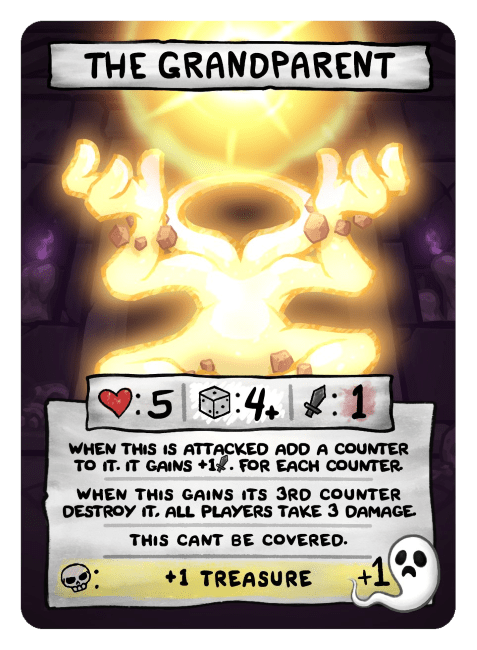 THE GRANDPARENT
:5 :4+ :1
WHEN THIS IS ATTACKED ADD A COUNTER
TO IT. IT GAINS +1. FOR EACH COUNTER.
WHEN THIS GAINS ITS 3RD COUNTER
DESTROY IT, ALL PLAYERS TAKE 3 DAMAGE.
THIS CANT BE COVERED.
: +1 TREASURE +1